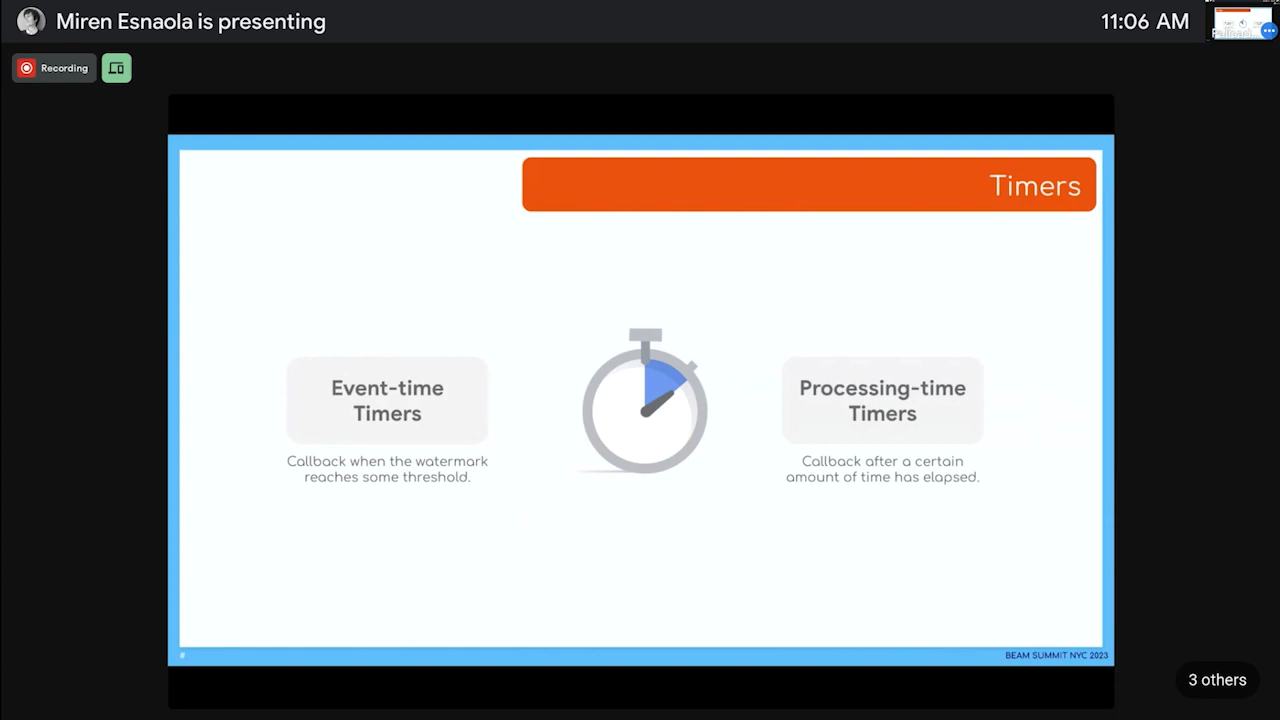 Miren Esnaola is presenting
11:06 AM
Recording
Timers
Event-time
Timers
Callback when the watermark
reaches some threshold.
Processing-time
Timers
Callback after a certain
amount of time has elapsed.
#
BEAM SUMMIT NYC 2023
3 others